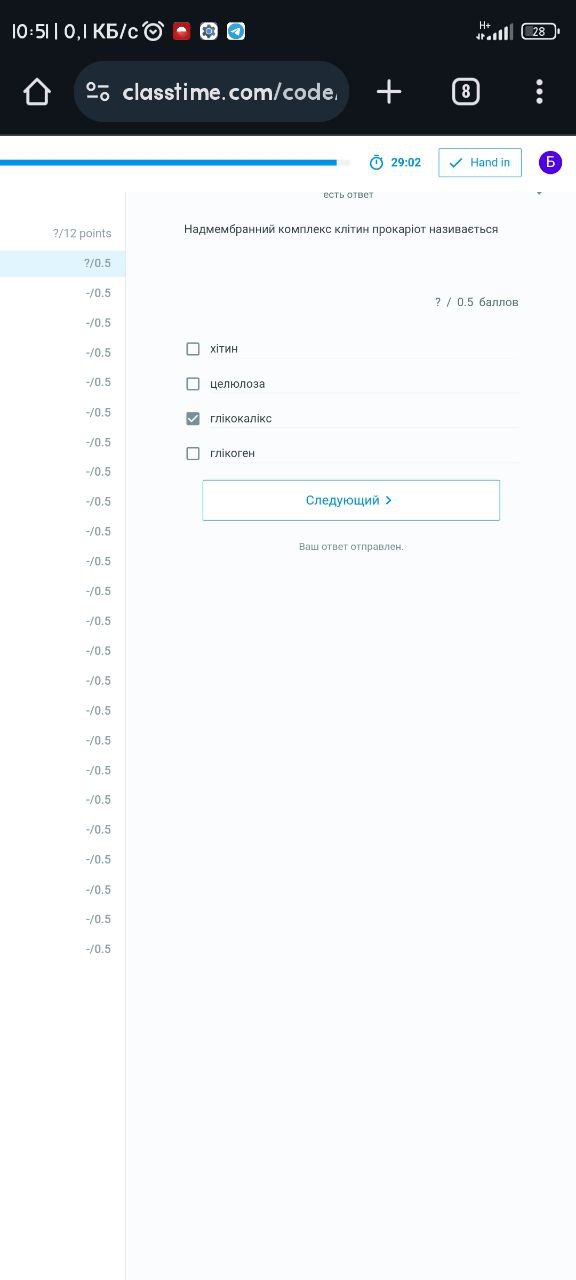 10:51 | 0,1 КБ/с
H+
28
classtime.com/code
8
29:02
Hand in
Б
есть ответ
?/12 points
Надмембранний комплекс клітин прокаріот називається
?/0.5
-/0.5
? / 0.5 баллов
-/0.5
хітин
-/0.5
целюлоза
-/0.5
глікокалікс
-/0.5
-/0.5
глікоген
-/0.5
Следующий
-/0.5
-/0.5
Ваш ответ отправлен.
-/0.5
-/0.5
-/0.5
-/0.5
-/0.5
-/0.5
-/0.5
-/0.5
-/0.5
-/0.5
-/0.5
-/0.5
-/0.5
-/0.5